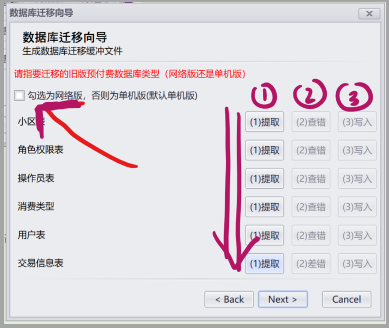 数据库迁移向导
数据库迁移向导
生成数据迁移缓冲文件
请指要迁移的旧版预付费数据库类型（网络版还是单机版）
勾选为网络版，否则为单机版(默认单机版)
① ② ③
小区 (1)提取 (2)查错 (3)写入
角色权限表 (1)提取 (2)查错 (3)写入
操作员表 (1)提取 (2)查错 (3)写入
消费类型 (1)提取 (2)查错 (3)写入
用户表 (1)提取 (2)查错 (3)写入
交易信息表 (1)提取 (2)差错 (3)写入
< Back Next > Cancel